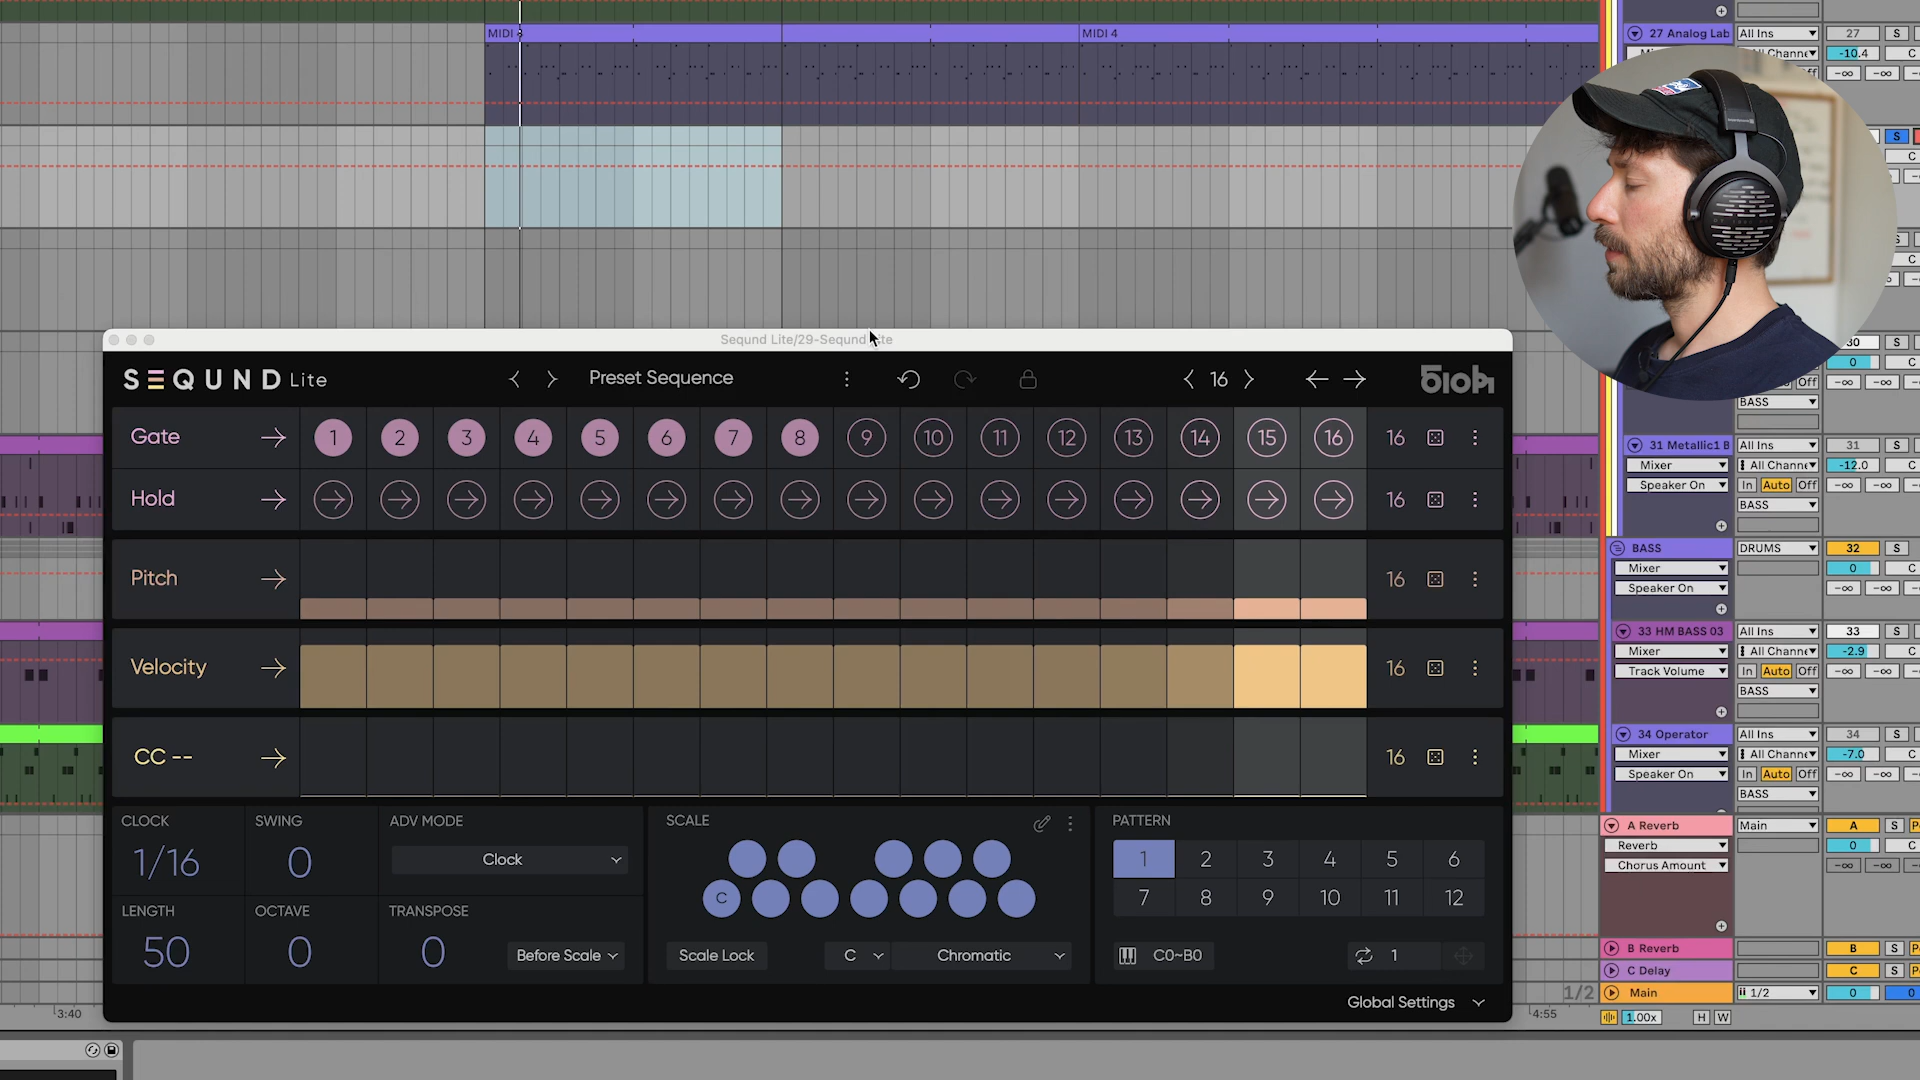 MIDI 3
MIDI 4
27 Analog Lab
All Ins
27
S
-10.4
C
-∞
-∞
S
C
Seqund Lite/29-Seqund Lite
SEQUND Lite
Preset Sequence
16
Gate
1 2 3 4 5 6 7 8 9 10 11 12 13 14 15 16
16
Hold
16
Pitch
16
Velocity
16
CC --
16
CLOCK
1/16
SWING
0
ADV MODE
Clock
LENGTH
50
OCTAVE
0
TRANSPOSE
0
Before Scale
SCALE
C
Scale Lock
C
Chromatic
PATTERN
1 2 3 4 5 6
7 8 9 10 11 12
C0~B0
1
Global Settings
30
S
0
C
Off
-∞
-∞
BASS
31 Metallic1 B
All Ins
31
S
Mixer
All Channe
-12.0
C
Speaker On
In
Auto
Off
-∞
-∞
BASS
BASS
DRUMS
32
S
Mixer
0
C
Speaker On
-∞
-∞
33 HM BASS 03
All Ins
33
S
Mixer
All Channe
-2.9
C
Track Volume
In
Auto
Off
-∞
-∞
BASS
34 Operator
All Ins
34
S
Mixer
All Channe
-7.0
C
Speaker On
In
Auto
Off
-∞
-∞
BASS
A Reverb
Main
A
S
Reverb
0
C
Chorus Amount
-∞
-∞
B Reverb
B
S
C Delay
C
S
1/2
Main
1/2
0
0
3:40
4:55
1.00x
H
W